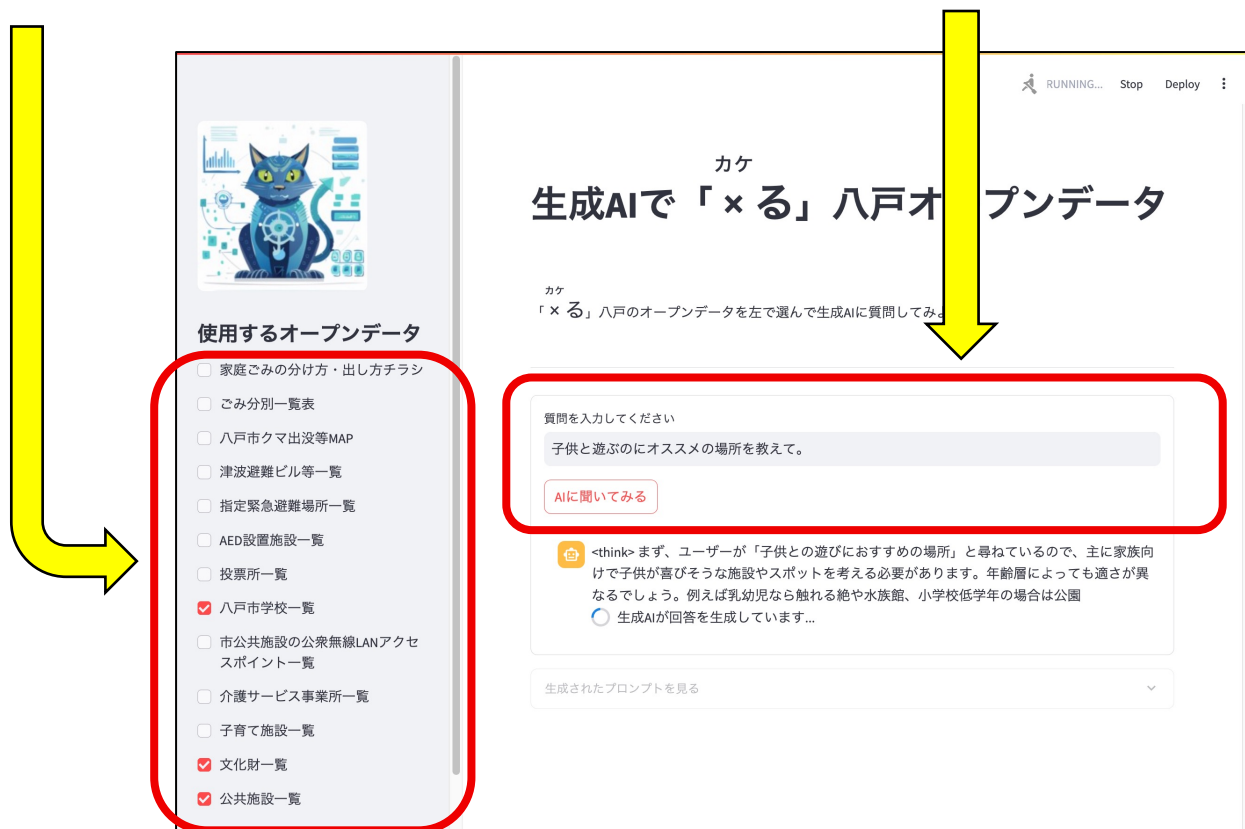 RUNNING... Stop Deploy
カケ
生成AIで「×る」八戸オ プンデータ
カケ
「×る」八戸のオープンデータを左で選んで生成AIに質問してみ
使用するオープンデータ
家庭ごみの分け方・出し方チラシ
ごみ分別一覧表
八戸市クマ出没等MAP
津波避難ビル等一覧
指定緊急避難場所一覧
AED設置施設一覧
投票所一覧
八戸市学校一覧
市公共施設の公衆無線LANアクセ
スポイント一覧
介護サービス事業所一覧
子育て施設一覧
文化財一覧
公共施設一覧
質問を入力してください
子供と遊ぶのにオススメの場所を教えて。
AIに聞いてみる
<think> まず、ユーザーが「子供との遊びにおすすめの場所」と尋ねているので、主に家族向
けで子供が喜びそうな施設やスポットを考える必要があります。年齢層によっても適さが異
なるでしょう。例えば乳幼児なら触れる絶や水族館、小学校低学年の場合は公園
生成AIが回答を生成しています...
生成されたプロンプトを見る